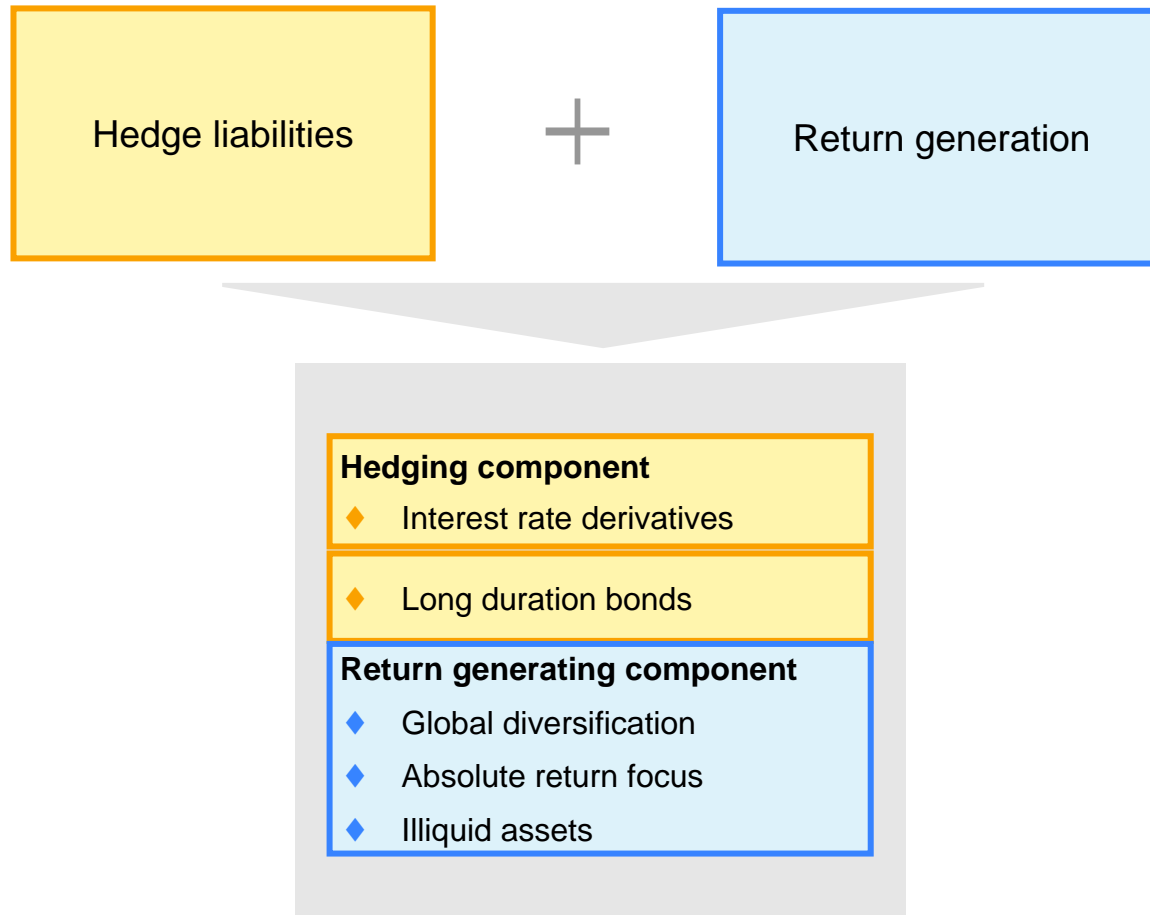 Hedge liabilities
Return generation
Hedging component
♦ Interest rate derivatives
♦ Long duration bonds
Return generating component
♦ Global diversification
♦ Absolute return focus
♦ Illiquid assets